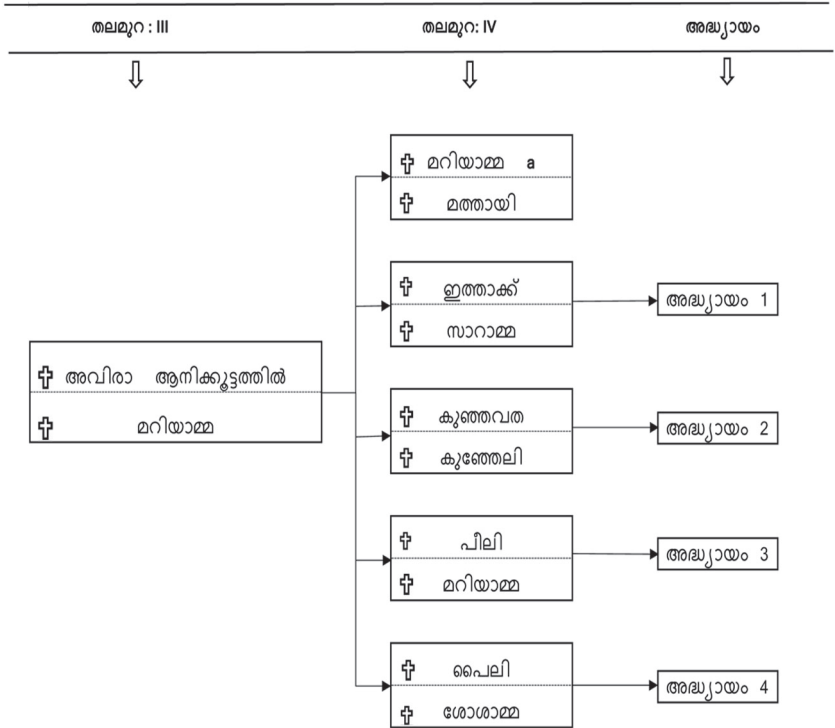 തലമുറ : III തലമുറ: IV അദ്ധ്യായം
✞ മറിയാമ്മ a
✞ മത്തായി
✞ ഇത്താക്ക്
✞ സാറാമ്മ
അദ്ധ്യായം 1
✞ അവിരാ ആനിക്കൂട്ടത്തിൽ
✞ മറിയാമ്മ
✞ കുഞ്ഞവത
✞ കുഞ്ഞേലി
അദ്ധ്യായം 2
✞ പീലി
✞ മറിയാമ്മ
അദ്ധ്യായം 3
✞ പൈലി
✞ ശോശാമ്മ
അദ്ധ്യായം 4